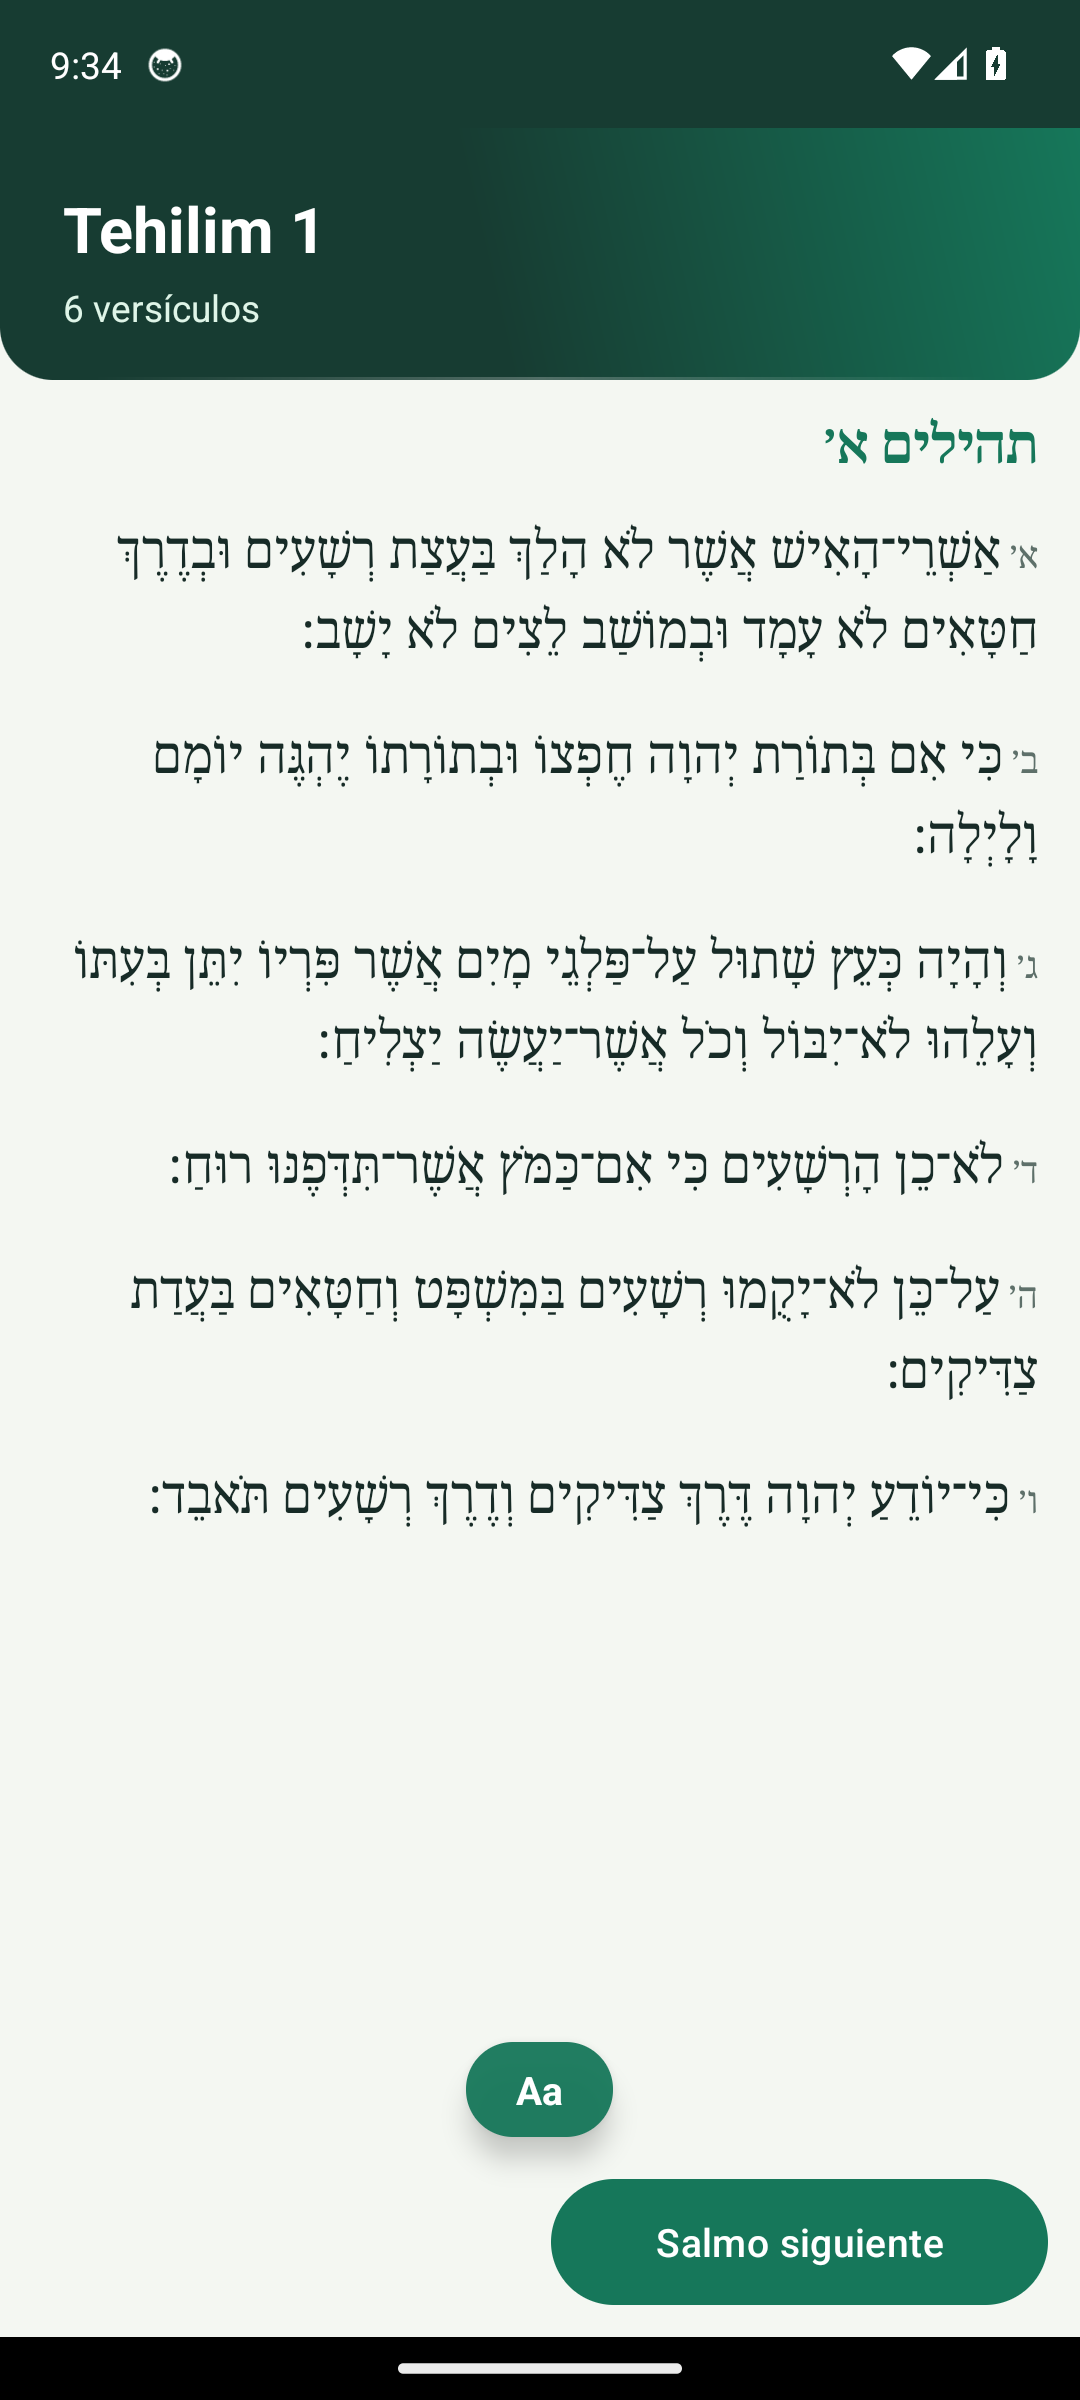 9:34
Tehilim 1
6 versículos
תהילים א׳
א׳ אַשְׁרֵי־הָאִישׁ אֲשֶׁר לֹא הָלַךְ בַּעֲצַת רְשָׁעִים וּבְדֶרֶךְ
חַטָּאִים לֹא עָמָד וּבְמוֹשַׁב לֵצִים לֹא יָשָׁב׃
ב׳ כִּי אִם בְּתוֹרַת יְהוָה חֶפְצוֹ וּבְתוֹרָתוֹ יֶהְגֶּה יוֹמָם
וָלָיְלָה׃
ג׳ וְהָיָה כְּעֵץ שָׁתוּל עַל־פַּלְגֵי מָיִם אֲשֶׁר פִּרְיוֹ יִתֵּן בְּעִתּוֹ
וְעָלֵהוּ לֹא־יִבּוֹל וְכֹל אֲשֶׁר־יַעֲשֶׂה יַצְלִיחַ׃
ד׳ לֹא־כֵן הָרְשָׁעִים כִּי אִם־כַּמֹּץ אֲשֶׁר־תִּדְּפֶנּוּ רוּחַ׃
ה׳ עַל־כֵּן לֹא־יָקֻמוּ רְשָׁעִים בַּמִּשְׁפָּט וְחַטָּאִים בַּעֲדַת
צַדִּיקִים׃
ו׳ כִּי־יוֹדֵעַ יְהוָה דֶּרֶךְ צַדִּיקִים וְדֶרֶךְ רְשָׁעִים תֹּאבֵד׃
Aa
Salmo siguiente